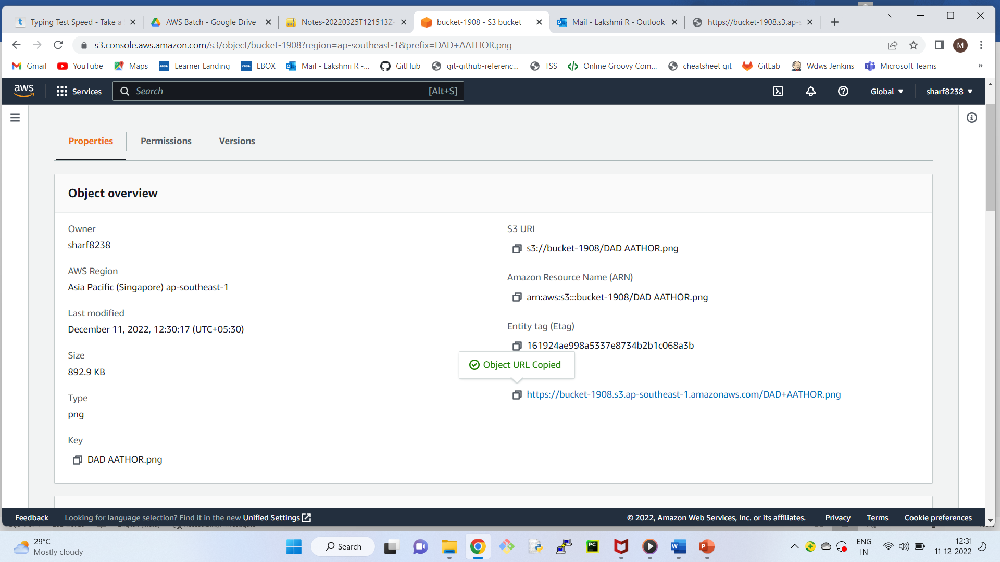 Typing Test Speed - Take a
AWS Batch - Google Drive
Notes-20220325T121513Z-
bucket-1908 - S3 bucket
Mail - Lakshmi R - Outlook
https://bucket-1908.s3.ap-s
s3.console.aws.amazon.com/s3/object/bucket-1908?region=ap-southeast-1&prefix=DAD+AATHOR.png
M
Gmail
YouTube
Maps
Learner Landing
EBOX
Mail - Lakshmi R -...
GitHub
git-github-referenc...
TSS
Online Groovy Com...
cheatsheet git
GitLab
Wdws Jenkins
Microsoft Teams
»
aws
Services
Search
[Alt+S]
Global
sharf8238
Properties
Permissions
Versions
Object overview
Owner
sharf8238
AWS Region
Asia Pacific (Singapore) ap-southeast-1
Last modified
December 11, 2022, 12:30:17 (UTC+05:30)
Size
892.9 KB
Type
png
Key
DAD AATHOR.png
S3 URI
s3://bucket-1908/DAD AATHOR.png
Amazon Resource Name (ARN)
arn:aws:s3:::bucket-1908/DAD AATHOR.png
Entity tag (Etag)
161924ae998a5337e8734b2b1c068a3b
Object URL Copied
https://bucket-1908.s3.ap-southeast-1.amazonaws.com/DAD+AATHOR.png
Feedback
Looking for language selection? Find it in the new Unified Settings
© 2022, Amazon Web Services, Inc. or its affiliates.
Privacy
Terms
Cookie preferences
29°C
Mostly cloudy
Search
ENG
IN
12:31
11-12-2022